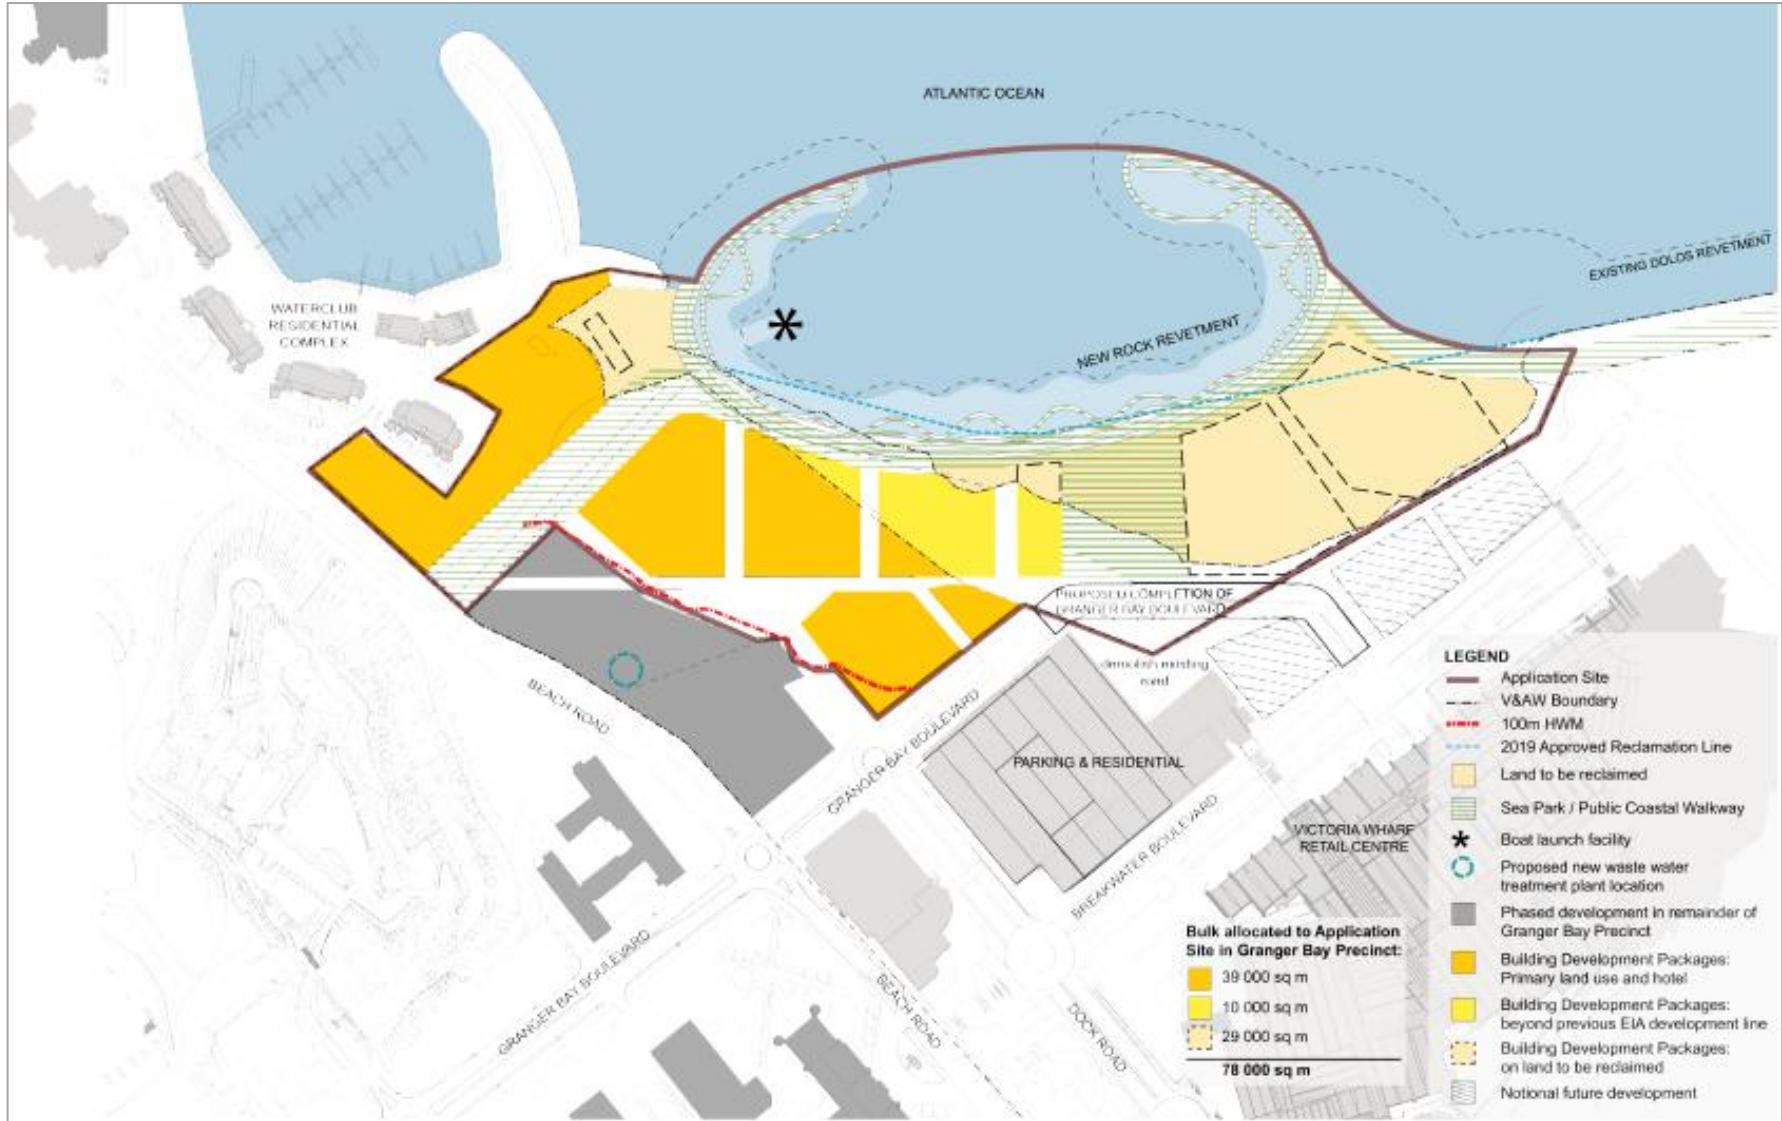 ATLANTIC OCEAN
EXISTING DOLOS REVETMENT
WATERCLUB
RESIDENTIAL
COMPLEX
NEW ROCK REVETMENT
PROPOSED COMPLETION OF
GRANGER BAY BOULEVARD
demolish existing
road
BEACH ROAD
GRANGER BAY BOULEVARD
PARKING & RESIDENTIAL
BREAKWATER BOULEVARD
VICTORIA WHARF
RETAIL CENTRE
GRANGER BAY BOULEVARD
BEACH ROAD
DOCK ROAD
Bulk allocated to Application
Site in Granger Bay Precinct:
39 000 sq m
10 000 sq m
29 000 sq m
78 000 sq m
LEGEND
Application Site
V&AW Boundary
100m HWM
2019 Approved Reclamation Line
Land to be reclaimed
Sea Park / Public Coastal Walkway
Boat launch facility
Proposed new waste water
treatment plant location
Phased development in remainder of
Granger Bay Precinct
Building Development Packages:
Primary land use and hotel
Building Development Packages:
beyond previous EIA development line
Building Development Packages:
on land to be reclaimed
Notional future development